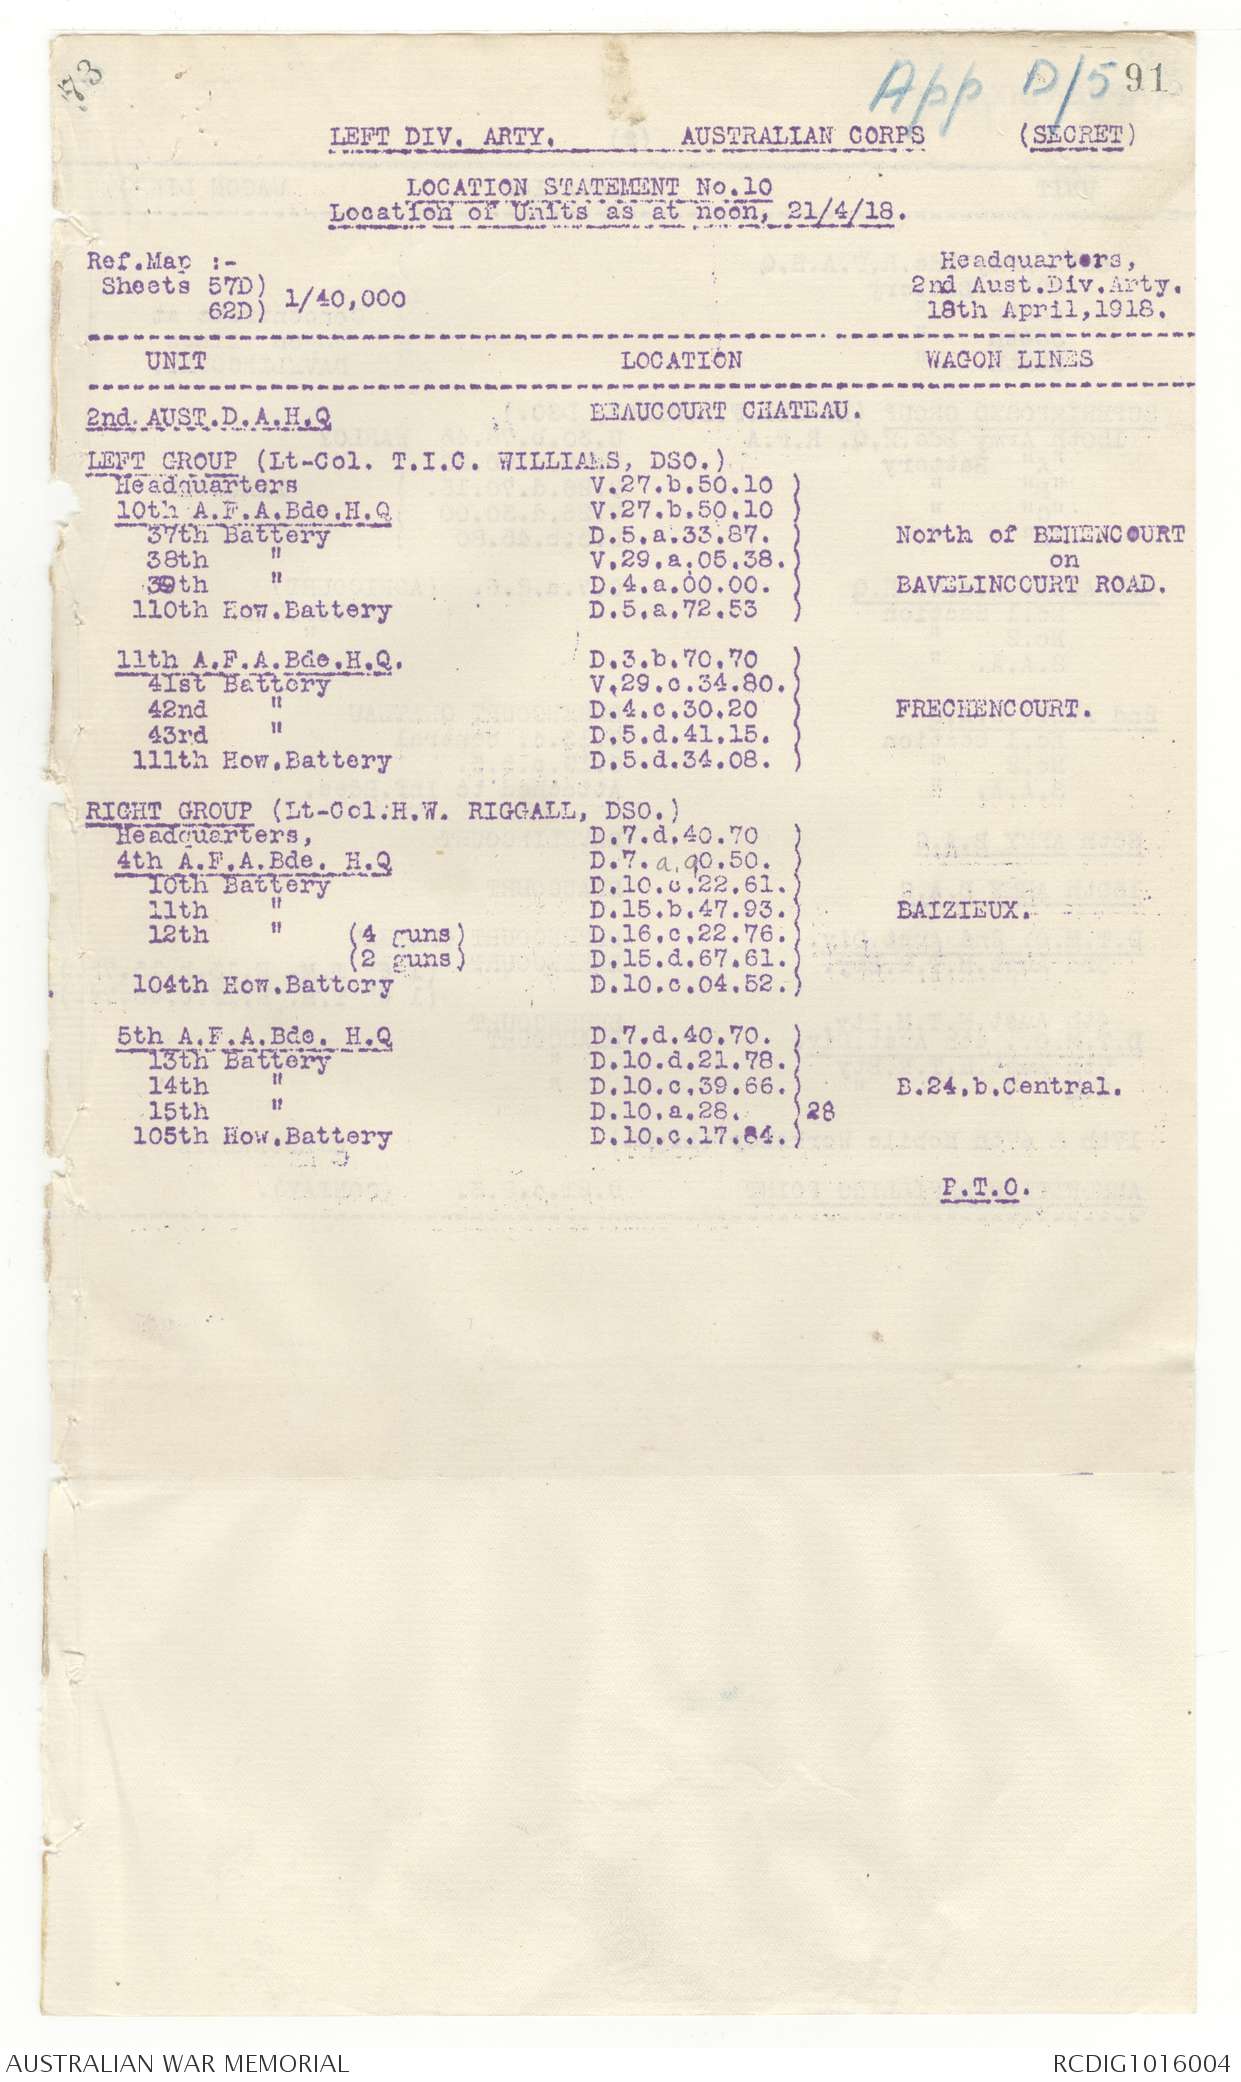 73
App D/5 91
LEFT DIV. ARTY. AUSTRALIAN CORPS (SECRET)
LOCATION STATEMENT No.10
Location of Units as at noon, 21/4/18.
Ref.Map :- Headquarters,
Sheets 57D) 1/40,000 2nd Aust.Div.Arty.
62D) 18th April,1918.
UNIT LOCATION WAGON LINES
2nd AUST.D.A.H.Q BEAUCOURT CHATEAU.
LEFT GROUP (Lt-Col. T.I.C. WILLIAMS, DSO.)
Headquarters V.27.b.50.10 )
10th A.F.A.Bde.H.Q V.27.b.50.10 )
37th Battery D.5.a.33.87. ) North of BEHENCOURT
38th " V.29.a.05.38.) on
39th " D.4.a.00.00. ) BAVELINCOURT ROAD.
110th How.Battery D.5.a.72.53 )
11th A.F.A.Bde.H.Q. D.3.b.70.70 )
41st Battery V.29.c.34.80.)
42nd " D.4.c.30.20 ) FRECHENCOURT.
43rd " D.5.d.41.15. )
111th How.Battery D.5.d.34.08. )
RIGHT GROUP (Lt-Col.H.W. RIGGALL, DSO.)
Headquarters, D.7.d.40.70 )
4th A.F.A.Bde. H.Q D.7.a.90.50. )
10th Battery D.10.c.22.61.)
11th " D.15.b.47.93.) BAIZIEUX.
12th " (4 guns) D.16.c.22.76.)
(2 guns) D.15.d.67.61.)
104th How.Battery D.10.c.04.52.)
5th A.F.A.Bde. H.Q D.7.d.40.70. )
13th Battery D.10.d.21.78.)
14th " D.10.c.39.66.) B.24.b.Central.
15th " D.10.a.28. )28
105th How.Battery D.10.c.17.84.)
P.T.O.
AUSTRALIAN WAR MEMORIAL RCDIG1016004